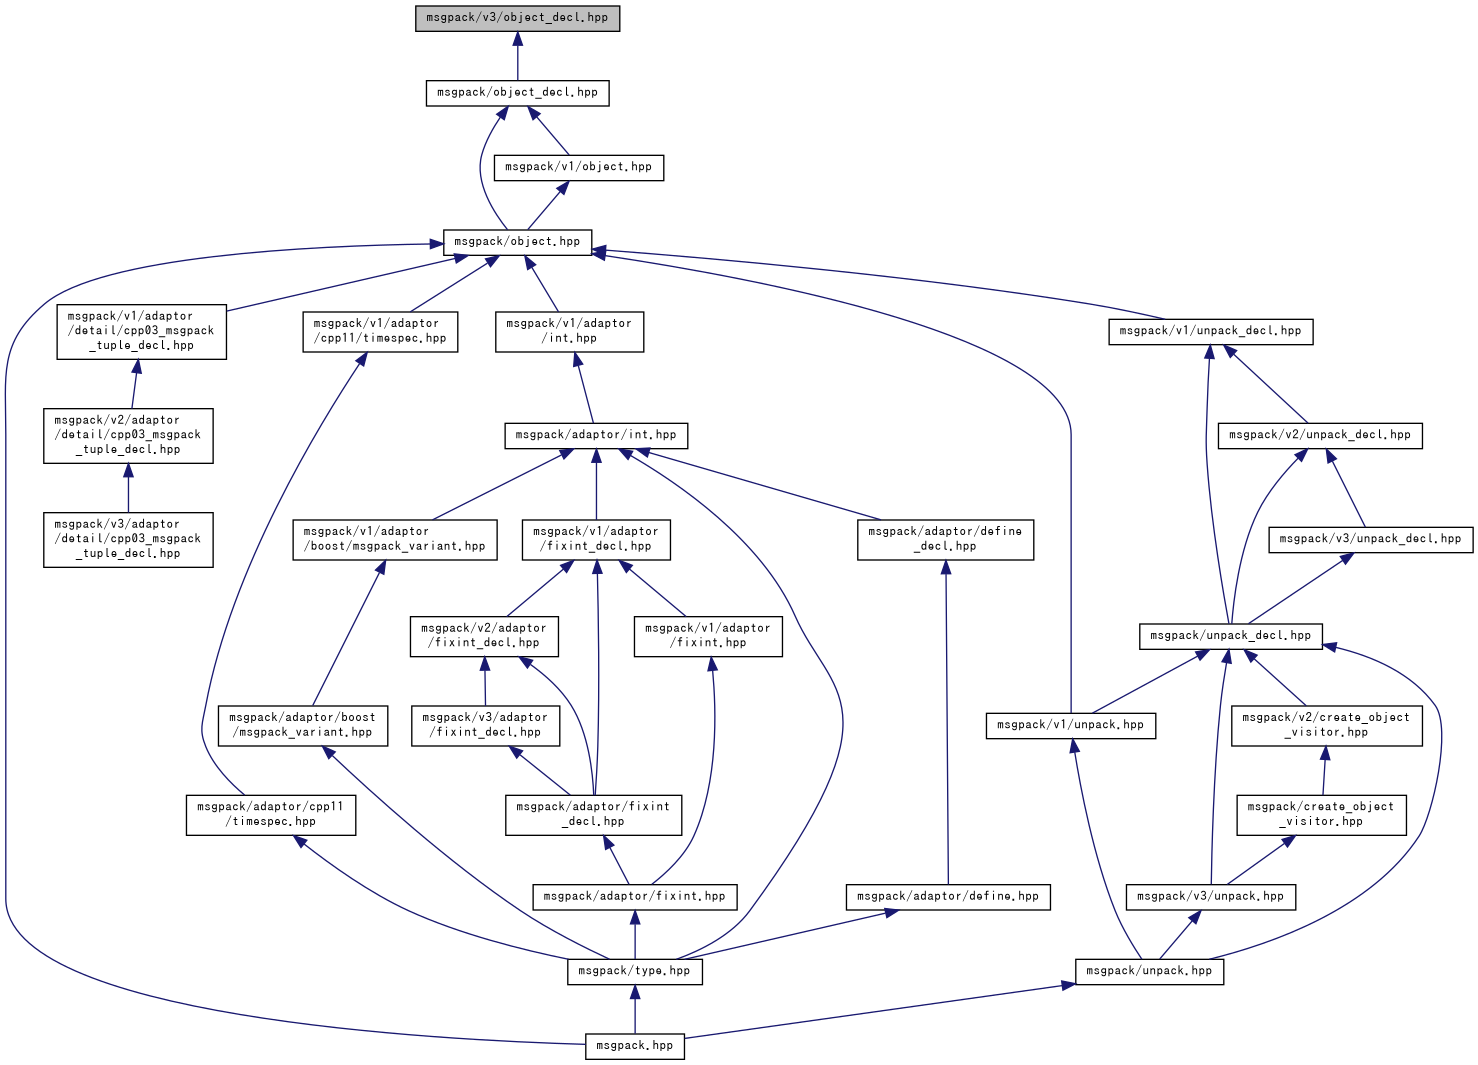 msgpack/v3/object_decl.hpp
msgpack/object_decl.hpp
msgpack/v1/object.hpp
msgpack/object.hpp
msgpack/v1/adaptor
/detail/cpp03_msgpack
_tuple_decl.hpp
msgpack/v1/adaptor
/cpp11/timespec.hpp
msgpack/v1/adaptor
/int.hpp
msgpack/v1/unpack_decl.hpp
msgpack/v2/adaptor
/detail/cpp03_msgpack
_tuple_decl.hpp
msgpack/adaptor/int.hpp
msgpack/v2/unpack_decl.hpp
msgpack/v3/adaptor
/detail/cpp03_msgpack
_tuple_decl.hpp
msgpack/v1/adaptor
/boost/msgpack_variant.hpp
msgpack/v1/adaptor
/fixint_decl.hpp
msgpack/adaptor/define
_decl.hpp
msgpack/v3/unpack_decl.hpp
msgpack/v2/adaptor
/fixint_decl.hpp
msgpack/v1/adaptor
/fixint.hpp
msgpack/unpack_decl.hpp
msgpack/adaptor/boost
/msgpack_variant.hpp
msgpack/v3/adaptor
/fixint_decl.hpp
msgpack/v1/unpack.hpp
msgpack/v2/create_object
_visitor.hpp
msgpack/adaptor/cpp11
/timespec.hpp
msgpack/adaptor/fixint
_decl.hpp
msgpack/create_object
_visitor.hpp
msgpack/adaptor/fixint.hpp
msgpack/adaptor/define.hpp
msgpack/v3/unpack.hpp
msgpack/type.hpp
msgpack/unpack.hpp
msgpack.hpp